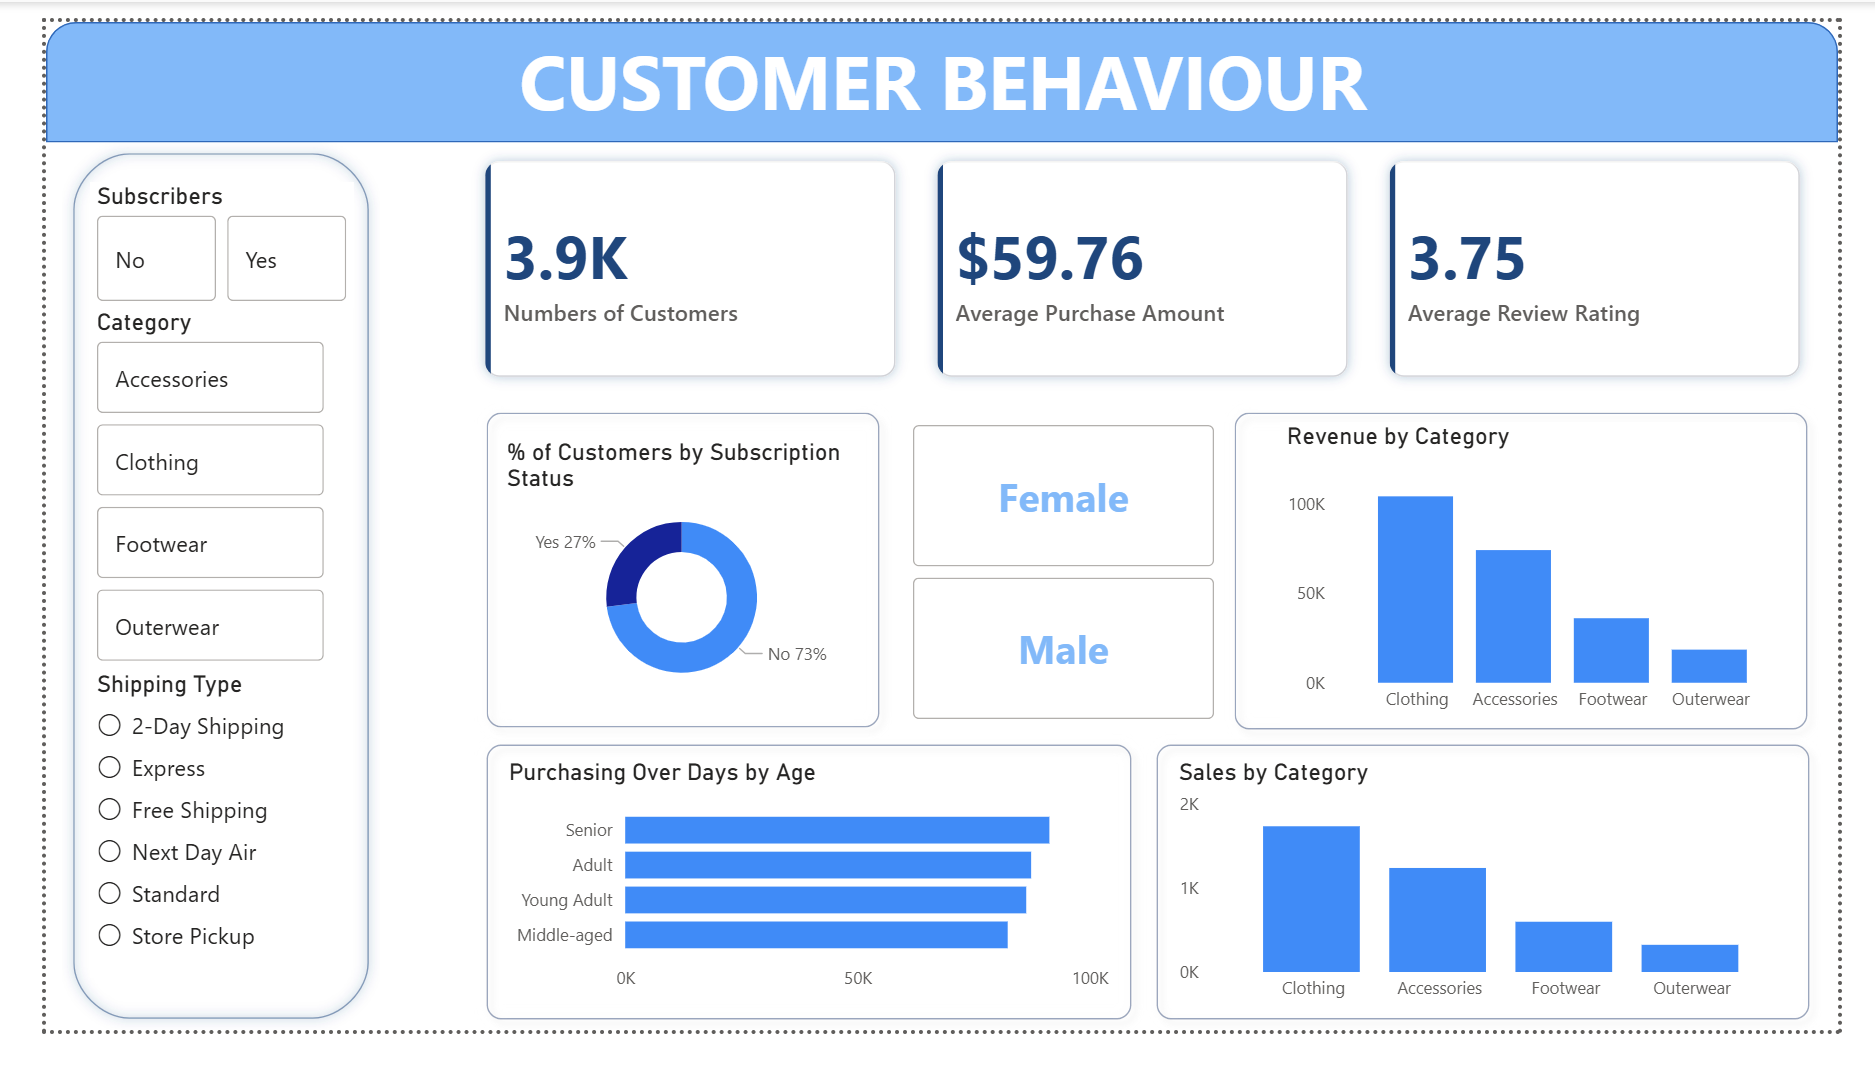 CUSTOMER BEHAVIOUR
Subscribers
No
Yes
Category
Accessories
Clothing
Footwear
Outerwear
Shipping Type
2-Day Shipping
Express
Free Shipping
Next Day Air
Standard
Store Pickup
3.9K
Numbers of Customers
$59.76
Average Purchase Amount
3.75
Average Review Rating
% of Customers by Subscription
Status
Yes 27%
No 73%
Female
Male
Revenue by Category
100K
50K
0K
Clothing
Accessories
Footwear
Outerwear
Purchasing Over Days by Age
Senior
Adult
Young Adult
Middle-aged
0K
50K
100K
Sales by Category
2K
1K
0K
Clothing
Accessories
Footwear
Outerwear